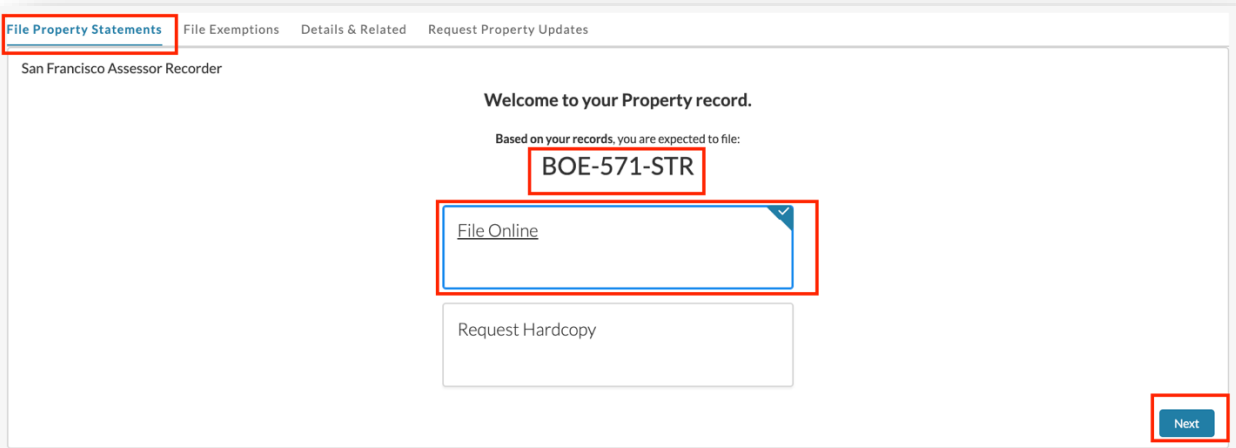 File Property Statements File Exemptions Details & Related Request Property Updates
San Francisco Assessor Recorder
Welcome to your Property record.
Based on your records, you are expected to file:
BOE-571-STR
File Online
Request Hardcopy
Next